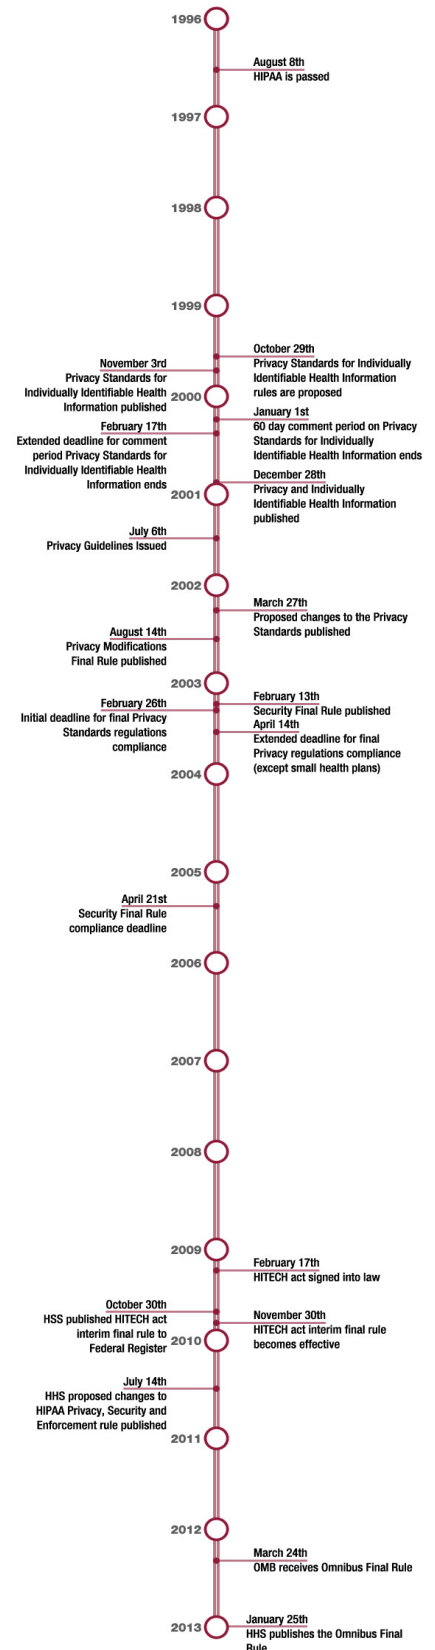 1996
August 8th
HIPAA is passed
1997
1998
1999
October 29th
Privacy Standards for Individually
Identifiable Health Information
rules are proposed
November 3rd
Privacy Standards for
Individually Identifiable Health
Information published
2000
January 1st
60 day comment period on Privacy
Standards for Individually
Identifiable Health Information ends
February 17th
Extended deadline for comment
period Privacy Standards for
Individually Identifiable Health
Information ends
December 28th
Privacy and Individually
Identifiable Health Information
published
2001
July 6th
Privacy Guidelines Issued
2002
March 27th
Proposed changes to the Privacy
Standards published
August 14th
Privacy Modifications
Final Rule published
2003
February 13th
Security Final Rule published
February 26th
Initial deadline for final Privacy
Standards regulations
compliance
April 14th
Extended deadline for final
Privacy regulations compliance
(except small health plans)
2004
2005
April 21st
Security Final Rule
compliance deadline
2006
2007
2008
2009
February 17th
HITECH act signed into law
October 30th
HSS published HITECH act
interim final rule to
Federal Register
November 30th
HITECH act interim final rule
becomes effective
2010
July 14th
HHS proposed changes to
HIPAA Privacy, Security and
Enforcement rule published
2011
2012
March 24th
OMB receives Omnibus Final Rule
2013
January 25th
HHS publishes the Omnibus Final
Rule